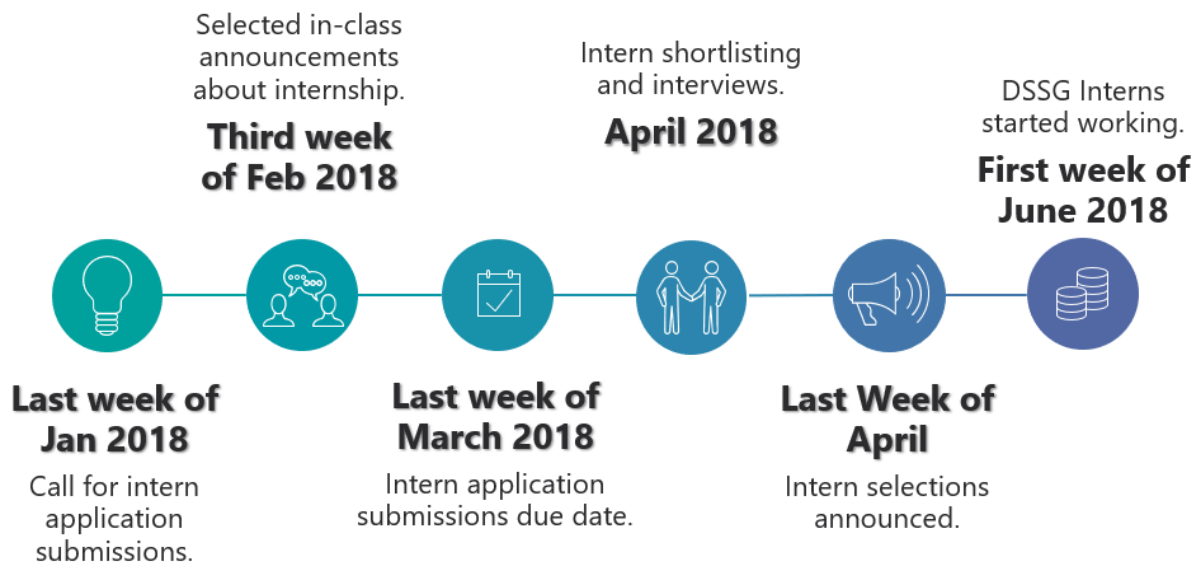 Selected in-class
announcements
about internship.
Third week
of Feb 2018
Intern shortlisting
and interviews.
April 2018
DSSG Interns
started working.
First week of
June 2018
Last week of
Jan 2018
Call for intern
application
submissions.
Last week of
March 2018
Intern application
submissions due date.
Last Week of
April
Intern selections
announced.